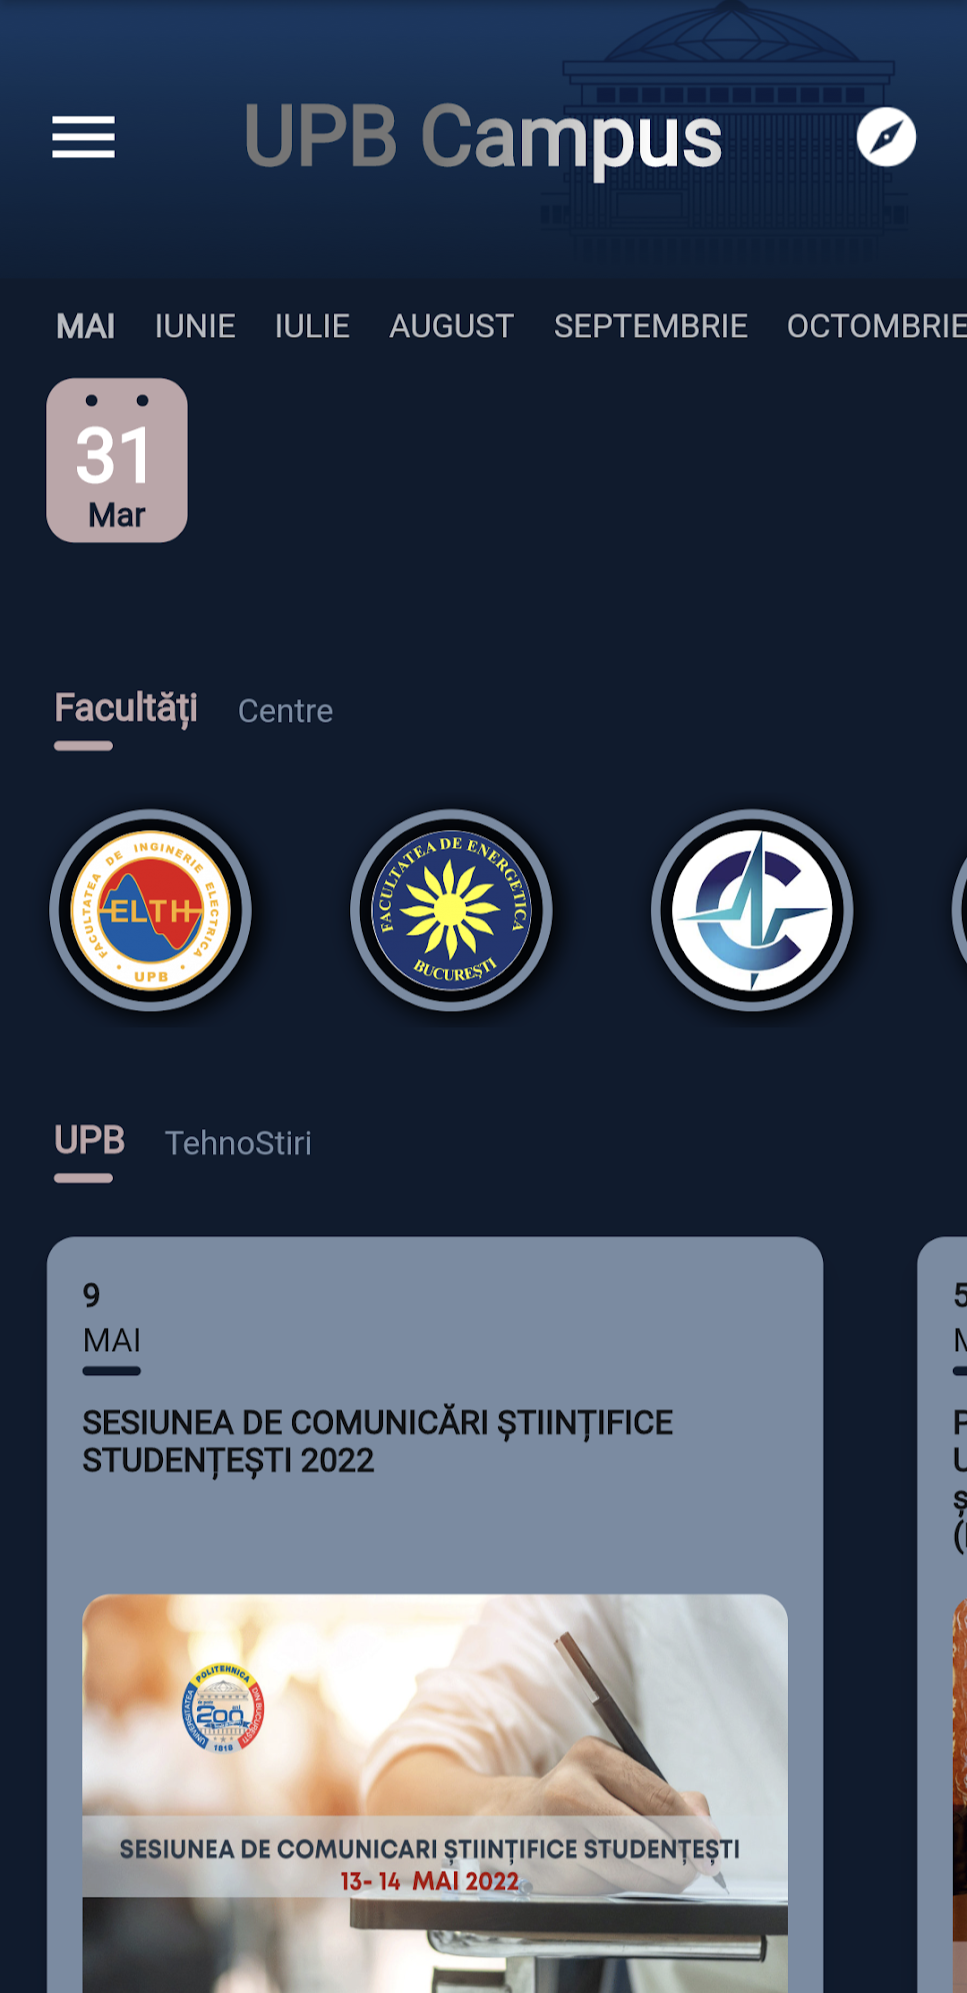 UPB Campus
MAI IUNIE IULIE AUGUST SEPTEMBRIE OCTOMBRIE
31
Mar
Facultăți Centre
FACULTATEA DE INGINERIE ELECTRICA
ELTH
• UPB •
FACULTATEA DE ENERGETICA
BUCUREȘTI
UPB TehnoStiri
9
MAI
SESIUNEA DE COMUNICĂRI ȘTIINȚIFICE
STUDENȚEȘTI 2022
5
UNIVERSITATEA POLITEHNICA DIN BUCUREȘTI
200
1818
SESIUNEA DE COMUNICARI ȘTIINȚIFICE STUDENȚEȘTI
13- 14 MAI 2022